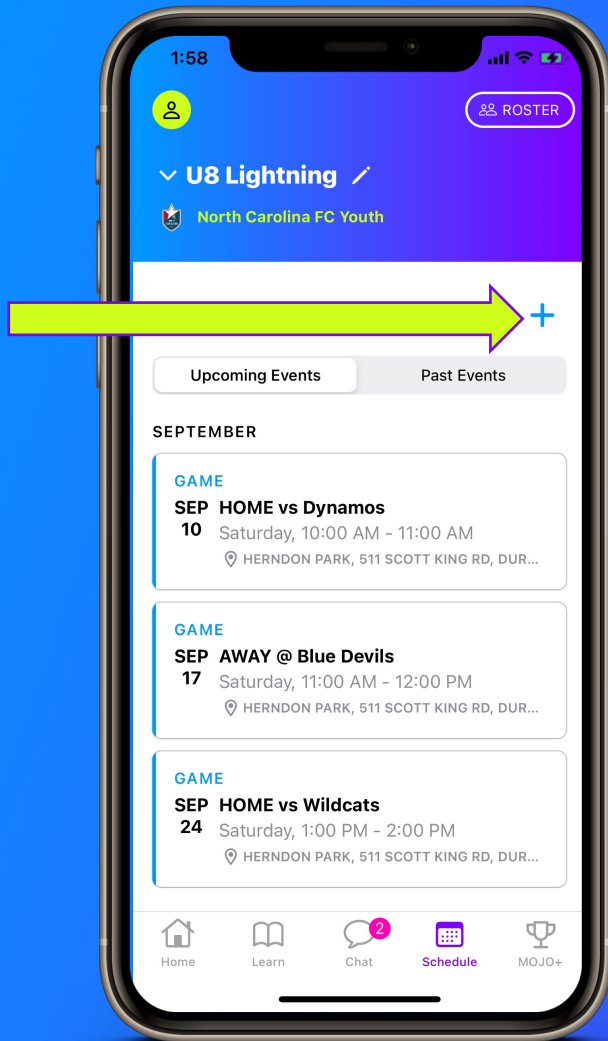 1:58
ROSTER
U8 Lightning
North Carolina FC Youth
+
Upcoming Events Past Events
SEPTEMBER
GAME
SEP HOME vs Dynamos
10 Saturday, 10:00 AM - 11:00 AM
HERNDON PARK, 511 SCOTT KING RD, DUR...
GAME
SEP AWAY @ Blue Devils
17 Saturday, 11:00 AM - 12:00 PM
HERNDON PARK, 511 SCOTT KING RD, DUR...
GAME
SEP HOME vs Wildcats
24 Saturday, 1:00 PM - 2:00 PM
HERNDON PARK, 511 SCOTT KING RD, DUR...
2
Home Learn Chat Schedule MOJO+